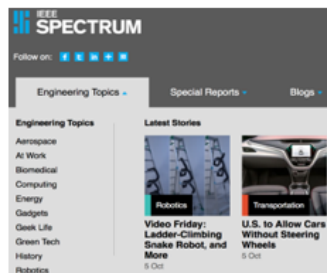 IEEE
SPECTRUM
Follow on:
Engineering Topics
Special Reports
Blogs
Engineering Topics
Aerospace
At Work
Biomedical
Computing
Energy
Gadgets
Geek Life
Green Tech
History
Robotics
Latest Stories
Robotics
Video Friday:
Ladder-Climbing
Snake Robot, and
More
5 Oct
Transportation
U.S. to Allow Cars
Without Steering
Wheels
5 Oct